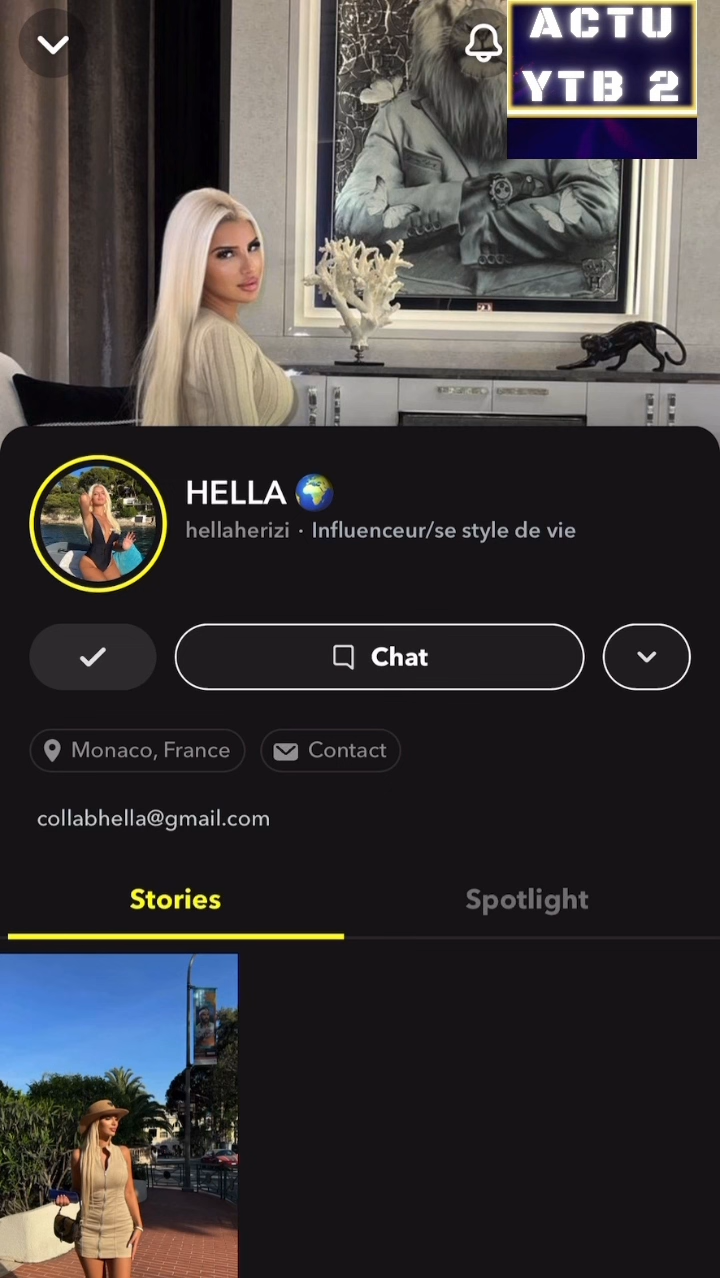 ACTU
YTB 2
HELLA 🌍
hellaherizi · Influenceur/se style de vie
Chat
Monaco, France
Contact
collabhella@gmail.com
Stories
Spotlight